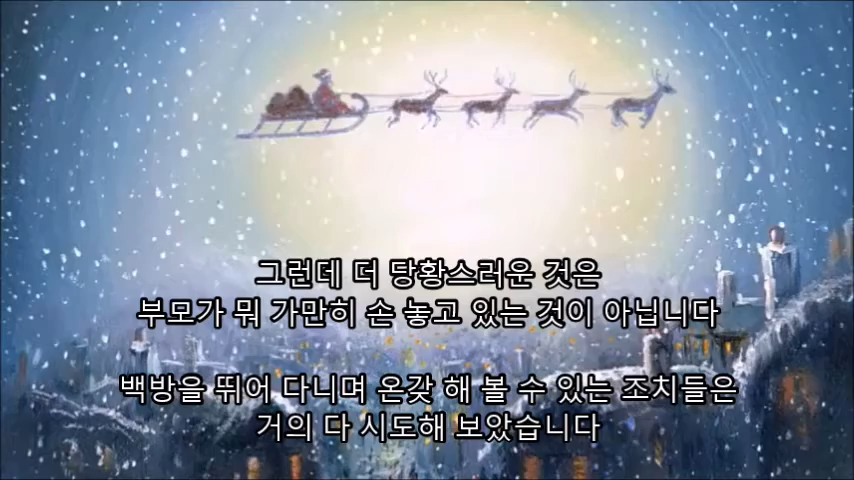 그런데 더 당황스러운 것은
부모가 뭐 가만히 손 놓고 있는 것이 아닙니다
백방을 뛰어 다니며 온갖 해 볼 수 있는 조치들은
거의 다 시도해 보았습니다